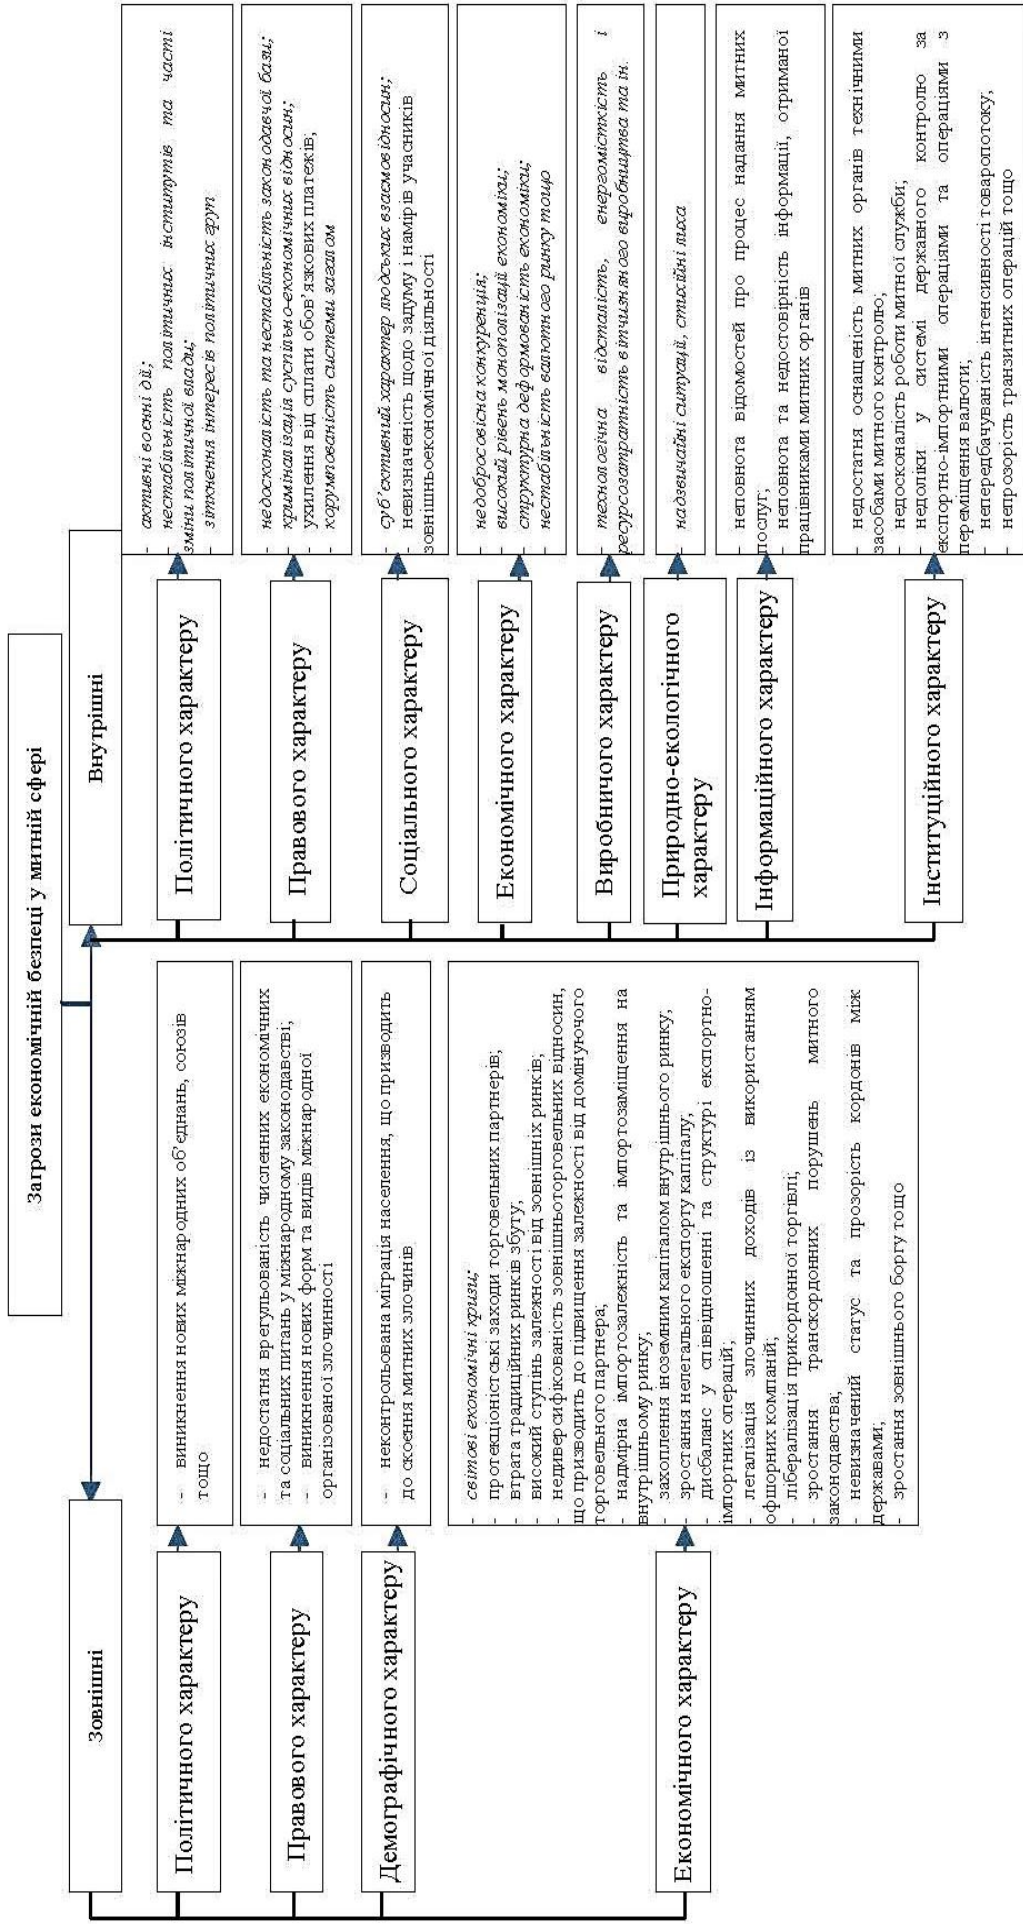 Загрози економічній безпеці у митній сфері
Зовнішні
Політичного характеру
- виникнення нових міжнародних об’єднань, союзів
тощо
Правового характеру
- недостатня врегульованість численних економічних
та соціальних питань у міжнародному законодавстві;
- виникнення нових форм та видів міжнародної
організованої злочинності
Демографічного характеру
- неконтрольована міграція населення, що призводить
до скоєння митних злочинів
Економічного характеру
- світові економічні кризи;
- протекціоністські заходи торговельних партнерів;
- втрата традиційних ринків збуту;
- високий ступінь залежності від зовнішніх ринків;
- недиверсифікованість зовнішньоторговельних відносин,
що призводить до підвищення залежності від домінуючого
торговельного партнера;
- надмірна імпортозалежність та імпортозаміщення на
внутрішньому ринку;
- захоплення іноземним капіталом внутрішнього ринку;
- зростання нелегального експорту капіталу;
- дисбаланс у співвідношенні та структурі експортно-
імпортних операцій;
- легалізація злочинних доходів із використанням
офшорних компаній;
- лібералізація прикордонної торгівлі;
- зростання транскордонних порушень митного
законодавства;
- невизначений статус та прозорість кордонів між
державами;
- зростання зовнішнього боргу тощо
Внутрішні
Політичного характеру
- активні воєнні дії;
- нестабільність політичних інститутів та часті
зміни політичної влади;
- зіткнення інтересів політичних груп
Правового характеру
- недосконалість та нестабільність законодавчої бази;
- криміналізація суспільно-економічних відносин;
- ухилення від сплати обов’язкових платежів;
- корумпованість системи загалом
Соціального характеру
- суб’єктивний характер людських взаємовідносин;
- невизначеність щодо задуму і намірів учасників
зовнішньоекономічної діяльності
Економічного характеру
- недобросовісна конкуренція;
- високий рівень монополізації економіки;
- структурна деформованість економіки;
- нестабільність валютного ринку тощо
Виробничого характеру
- технологічна відсталість, енергомісткість і
ресурсозатратність вітчизняного виробництва та ін.
Природно-екологічного
характеру
- надзвичайні ситуації, стихійні лиха
Інформаційного характеру
- неповнота відомостей про процес надання митних
послуг;
- неповнота та недостовірність інформації, отриманої
працівниками митних органів
Інституційного характеру
- недостатня оснащеність митних органів технічними
засобами митного контролю;
- недосконалість роботи митної служби;
- недоліки у системі державного контролю за
експортно-імпортними операціями та операціями з
переміщення валюти;
- непередбачуваність інтенсивності товаропотоку;
- непрозорість транзитних операцій тощо